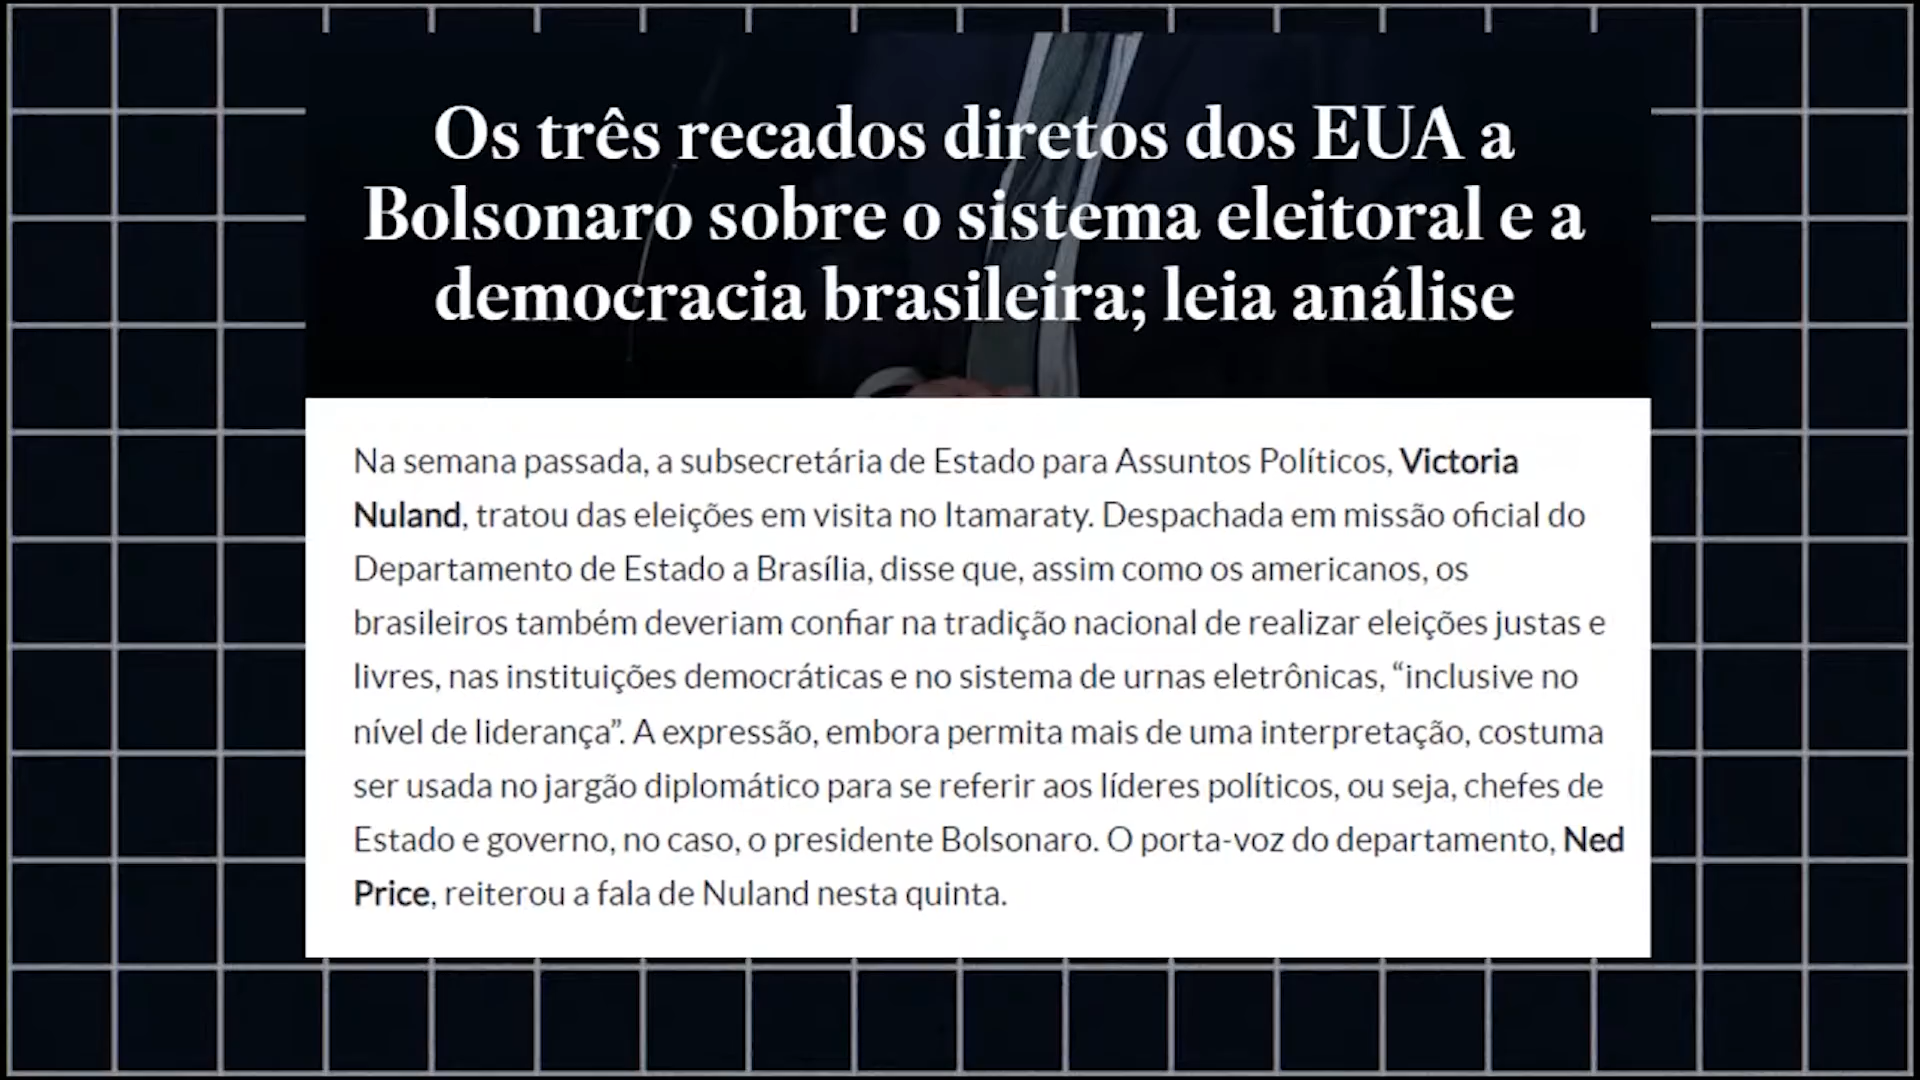 Os três recados diretos dos EUA a
Bolsonaro sobre o sistema eleitoral e a
democracia brasileira; leia análise
Na semana passada, a subsecretária de Estado para Assuntos Políticos, Victoria
Nuland, tratou das eleições em visita no Itamaraty. Despachada em missão oficial do
Departamento de Estado a Brasília, disse que, assim como os americanos, os
brasileiros também deveriam confiar na tradição nacional de realizar eleições justas e
livres, nas instituições democráticas e no sistema de urnas eletrônicas, “inclusive no
nível de liderança”. A expressão, embora permita mais de uma interpretação, costuma
ser usada no jargão diplomático para se referir aos líderes políticos, ou seja, chefes de
Estado e governo, no caso, o presidente Bolsonaro. O porta-voz do departamento, Ned
Price, reiterou a fala de Nuland nesta quinta.